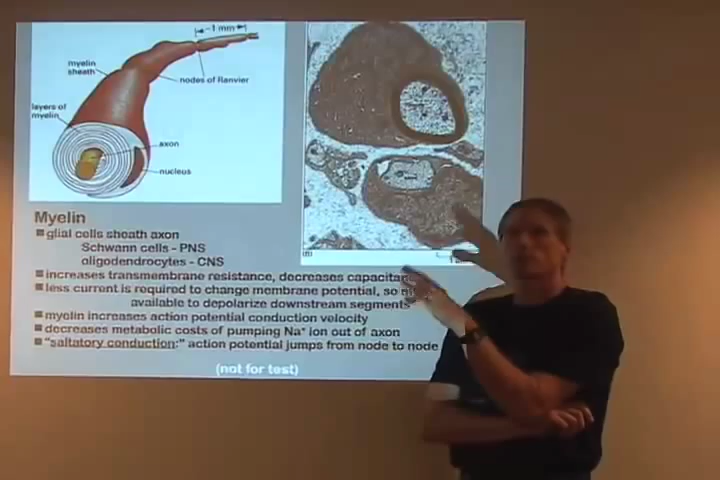 ~1 mm
myelin
sheath
nodes of Ranvier
layers of
myelin
axon
nucleus
Myelin
glial cells sheath axon
Schwann cells - PNS
oligodendrocytes - CNS
increases transmembrane resistance, decreases
less current is required to change membrane potential, so
available to depolarize downstream segments
myelin increases action potential conduction velocity
decreases metabolic costs of pumping Na⁺ ion out of axon
"saltatory conduction:" action potential jumps from node to node
(not for test)